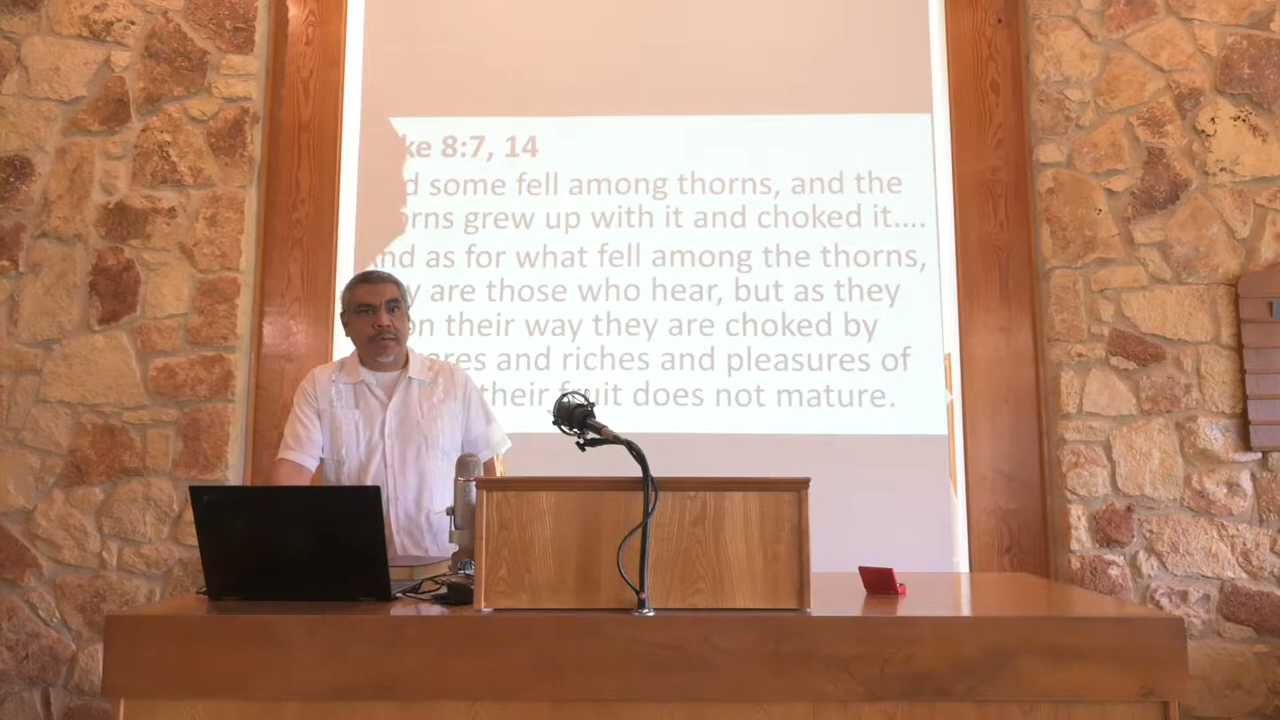 ke 8:7, 14
d some fell among thorns, and the
orns grew up with it and choked it....
And as for what fell among the thorns,
y are those who hear, but as they
on their way they are choked by
ares and riches and pleasures of
their fruit does not mature.